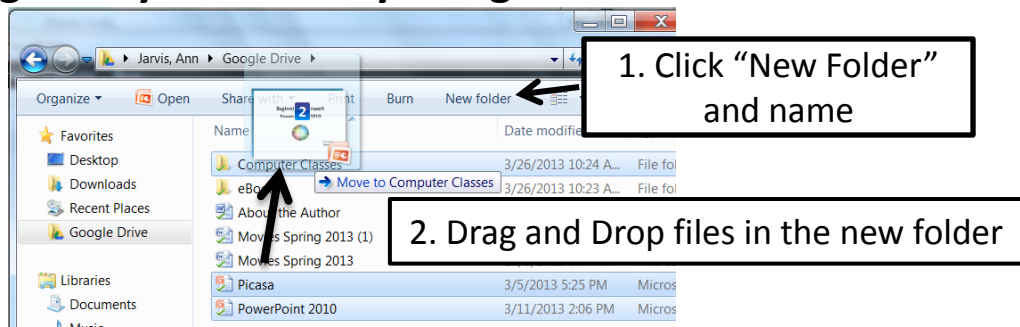 Jarvis, Ann ▸ Google Drive ▸
1. Click “New Folder”
and name
Organize Open Share with Print Burn New folder
Favorites
Desktop
Downloads
Recent Places
Google Drive
Libraries
Documents
Music
Name Date modifie
2
Computer Classes 3/26/2013 10:24 A... File fol
Move to Computer Classes
3/26/2013 10:23 A... File fol
About the Author
Movies Spring 2013 (1)
Movies Spring 2013
2. Drag and Drop files in the new folder
Picasa 3/5/2013 5:25 PM Micros
PowerPoint 2010 3/11/2013 2:06 PM Micros